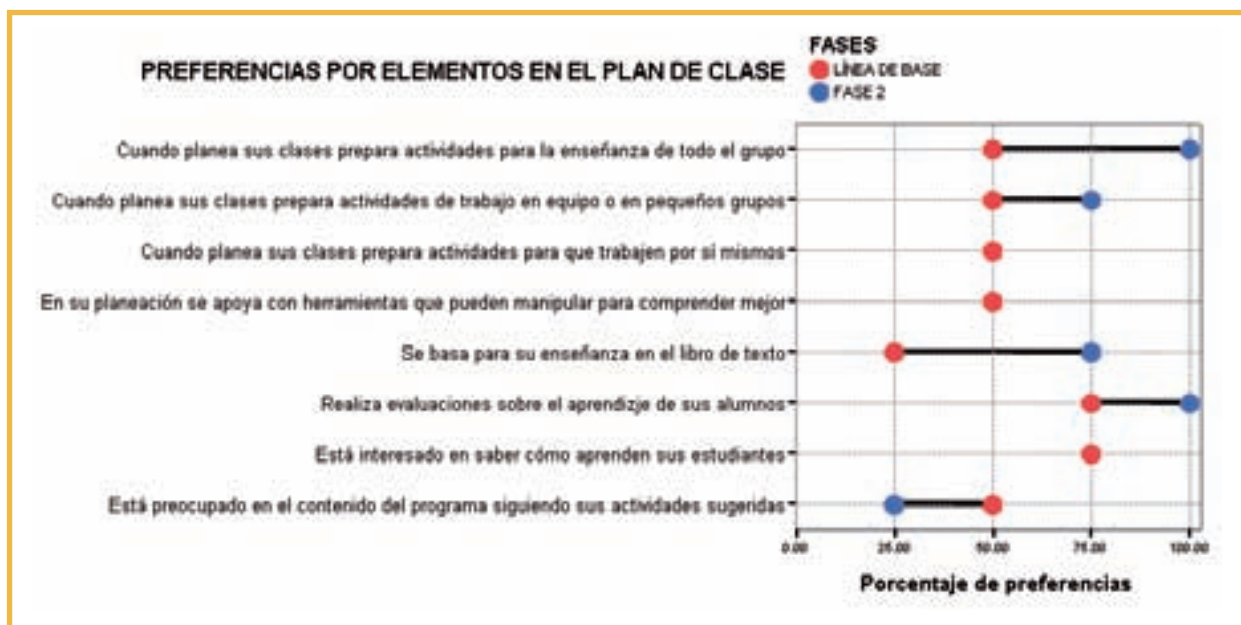 FASES
PREFERENCIAS POR ELEMENTOS EN EL PLAN DE CLASE
LÍNEA DE BASE
FASE 2
Cuando planea sus clases prepara actividades para la enseñanza de todo el grupo
Cuando planea sus clases prepara actividades de trabajo en equipo o en pequeños grupos
Cuando planea sus clases prepara actividades para que trabajen por sí mismos
En su planeación se apoya con herramientas que pueden manipular para comprender mejor
Se basa para su enseñanza en el libro de texto
Realiza evaluaciones sobre el aprendizje de sus alumnos
Está interesado en saber cómo aprenden sus estudiantes
Está preocupado en el contenido del programa siguiendo sus actividades sugeridas
0.00 25.00 50.00 75.00 100.00
Porcentaje de preferencias